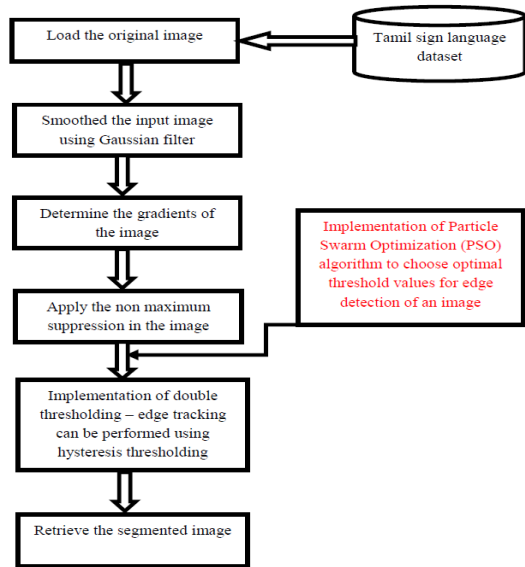 Load the original image
Tamil sign language
dataset
Smoothed the input image
using Gaussian filter
Determine the gradients of
the image
Implementation of Particle
Swarm Optimization (PSO)
algorithm to choose optimal
threshold values for edge
detection of an image
Apply the non maximum
suppression in the image
Implementation of double
thresholding – edge tracking
can be performed using
hysteresis thresholding
Retrieve the segmented image